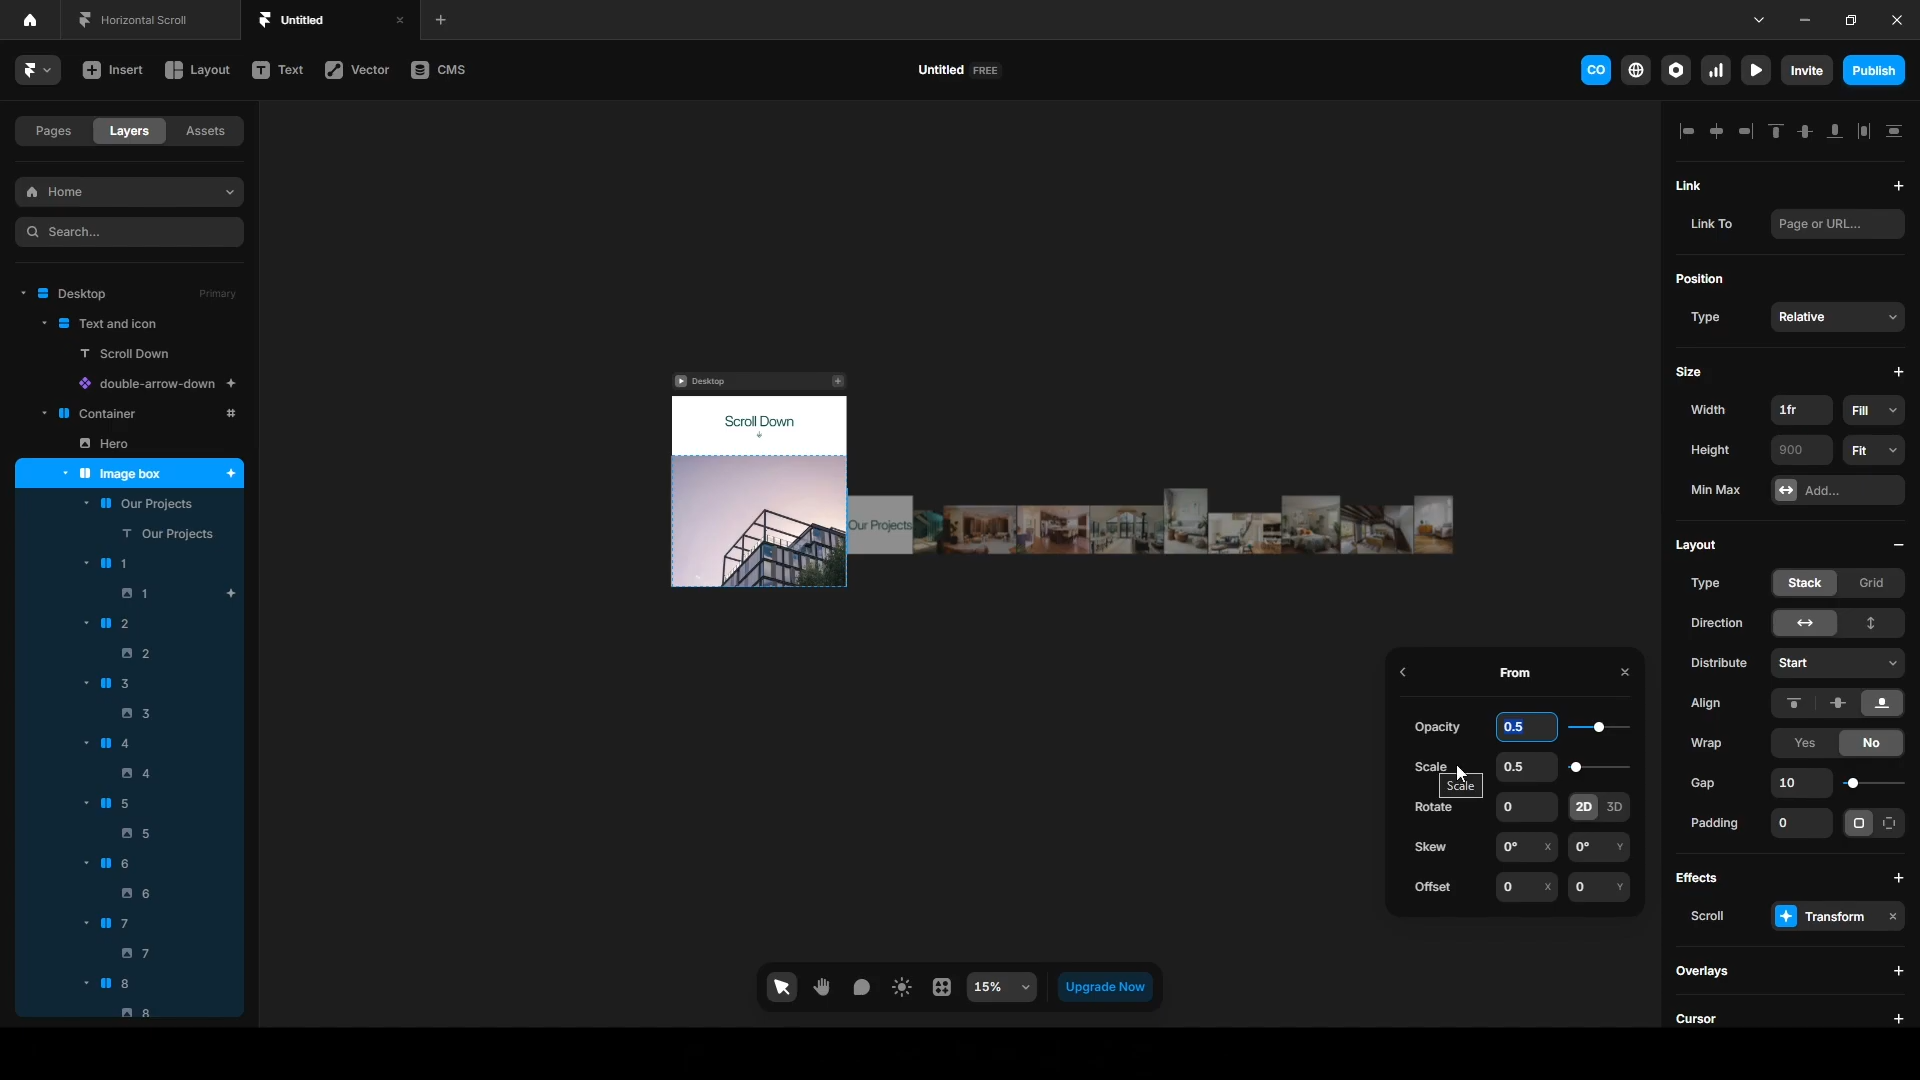 Horizontal Scroll
Untitled
Insert
Layout
Text
Vector
CMS
Untitled FREE
CO
Invite
Publish
Pages
Layers
Assets
Home
Search...
Desktop Primary
Text and icon
Scroll Down
double-arrow-down
Container
Hero
Image box
Our Projects
Our Projects
1
1
2
2
3
3
4
4
5
5
6
6
7
7
8
8
Desktop
Scroll Down
Our Projects
From
Opacity 0.5
Scale 0.5
Scale
Rotate 0 2D 3D
Skew 0° X 0° Y
Offset 0 X 0 Y
15%
Upgrade Now
Link
Link To Page or URL...
Position
Type Relative
Size
Width 1fr Fill
Height 900 Fit
Min Max Add...
Layout
Type Stack Grid
Direction
Distribute Start
Align
Wrap Yes No
Gap 10
Padding 0
Effects
Scroll Transform
Overlays
Cursor